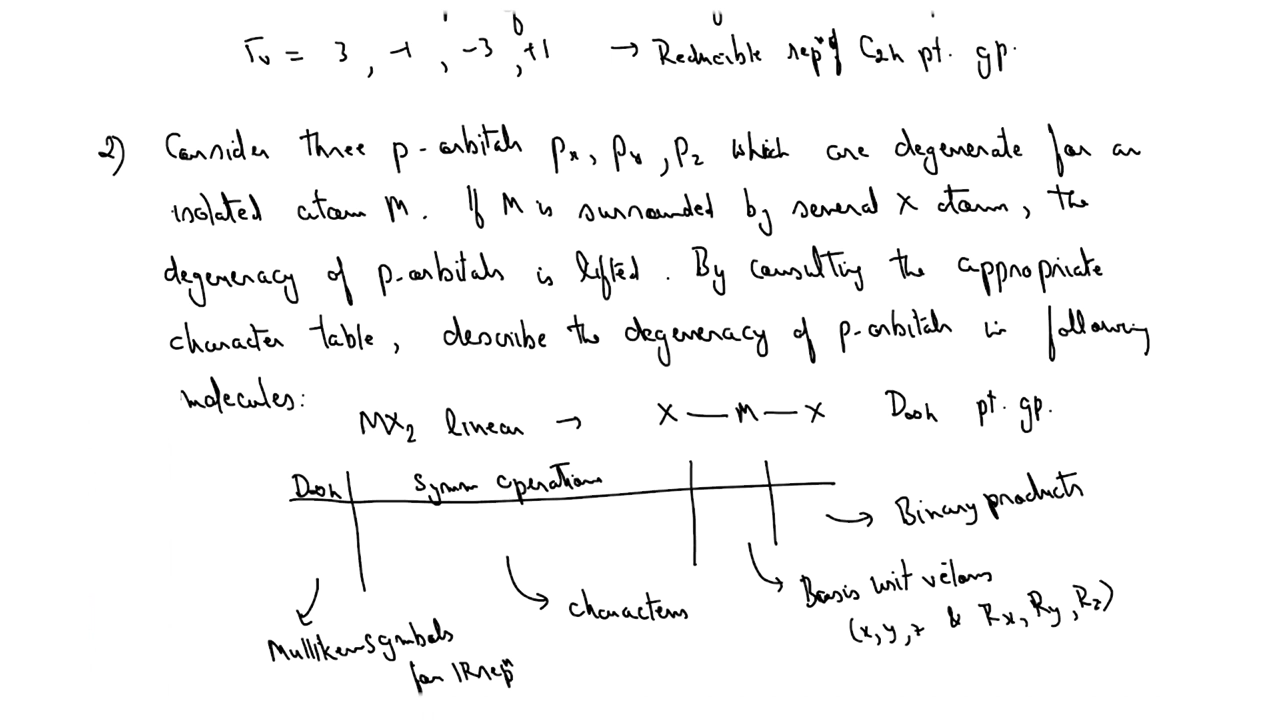 Γv = 3, -1, -3, +1 → Reducible repⁿ of C2h pt. gp.
2) Consider three p-orbitals px, py, pz which are degenerate for an
isolated atom M. If M is surrounded by several X atoms, the
degeneracy of p-orbitals is lifted. By consulting the appropriate
character table, describe the degeneracy of p-orbitals in following
molecules:
MX2 linear → X — M — X D∞h pt. gp.
D∞h Symm operations
→ Binary products
characters
Basis unit vectors
(x, y, z & Rx, Ry, Rz)
Mulliken symbols
for IRrepⁿ